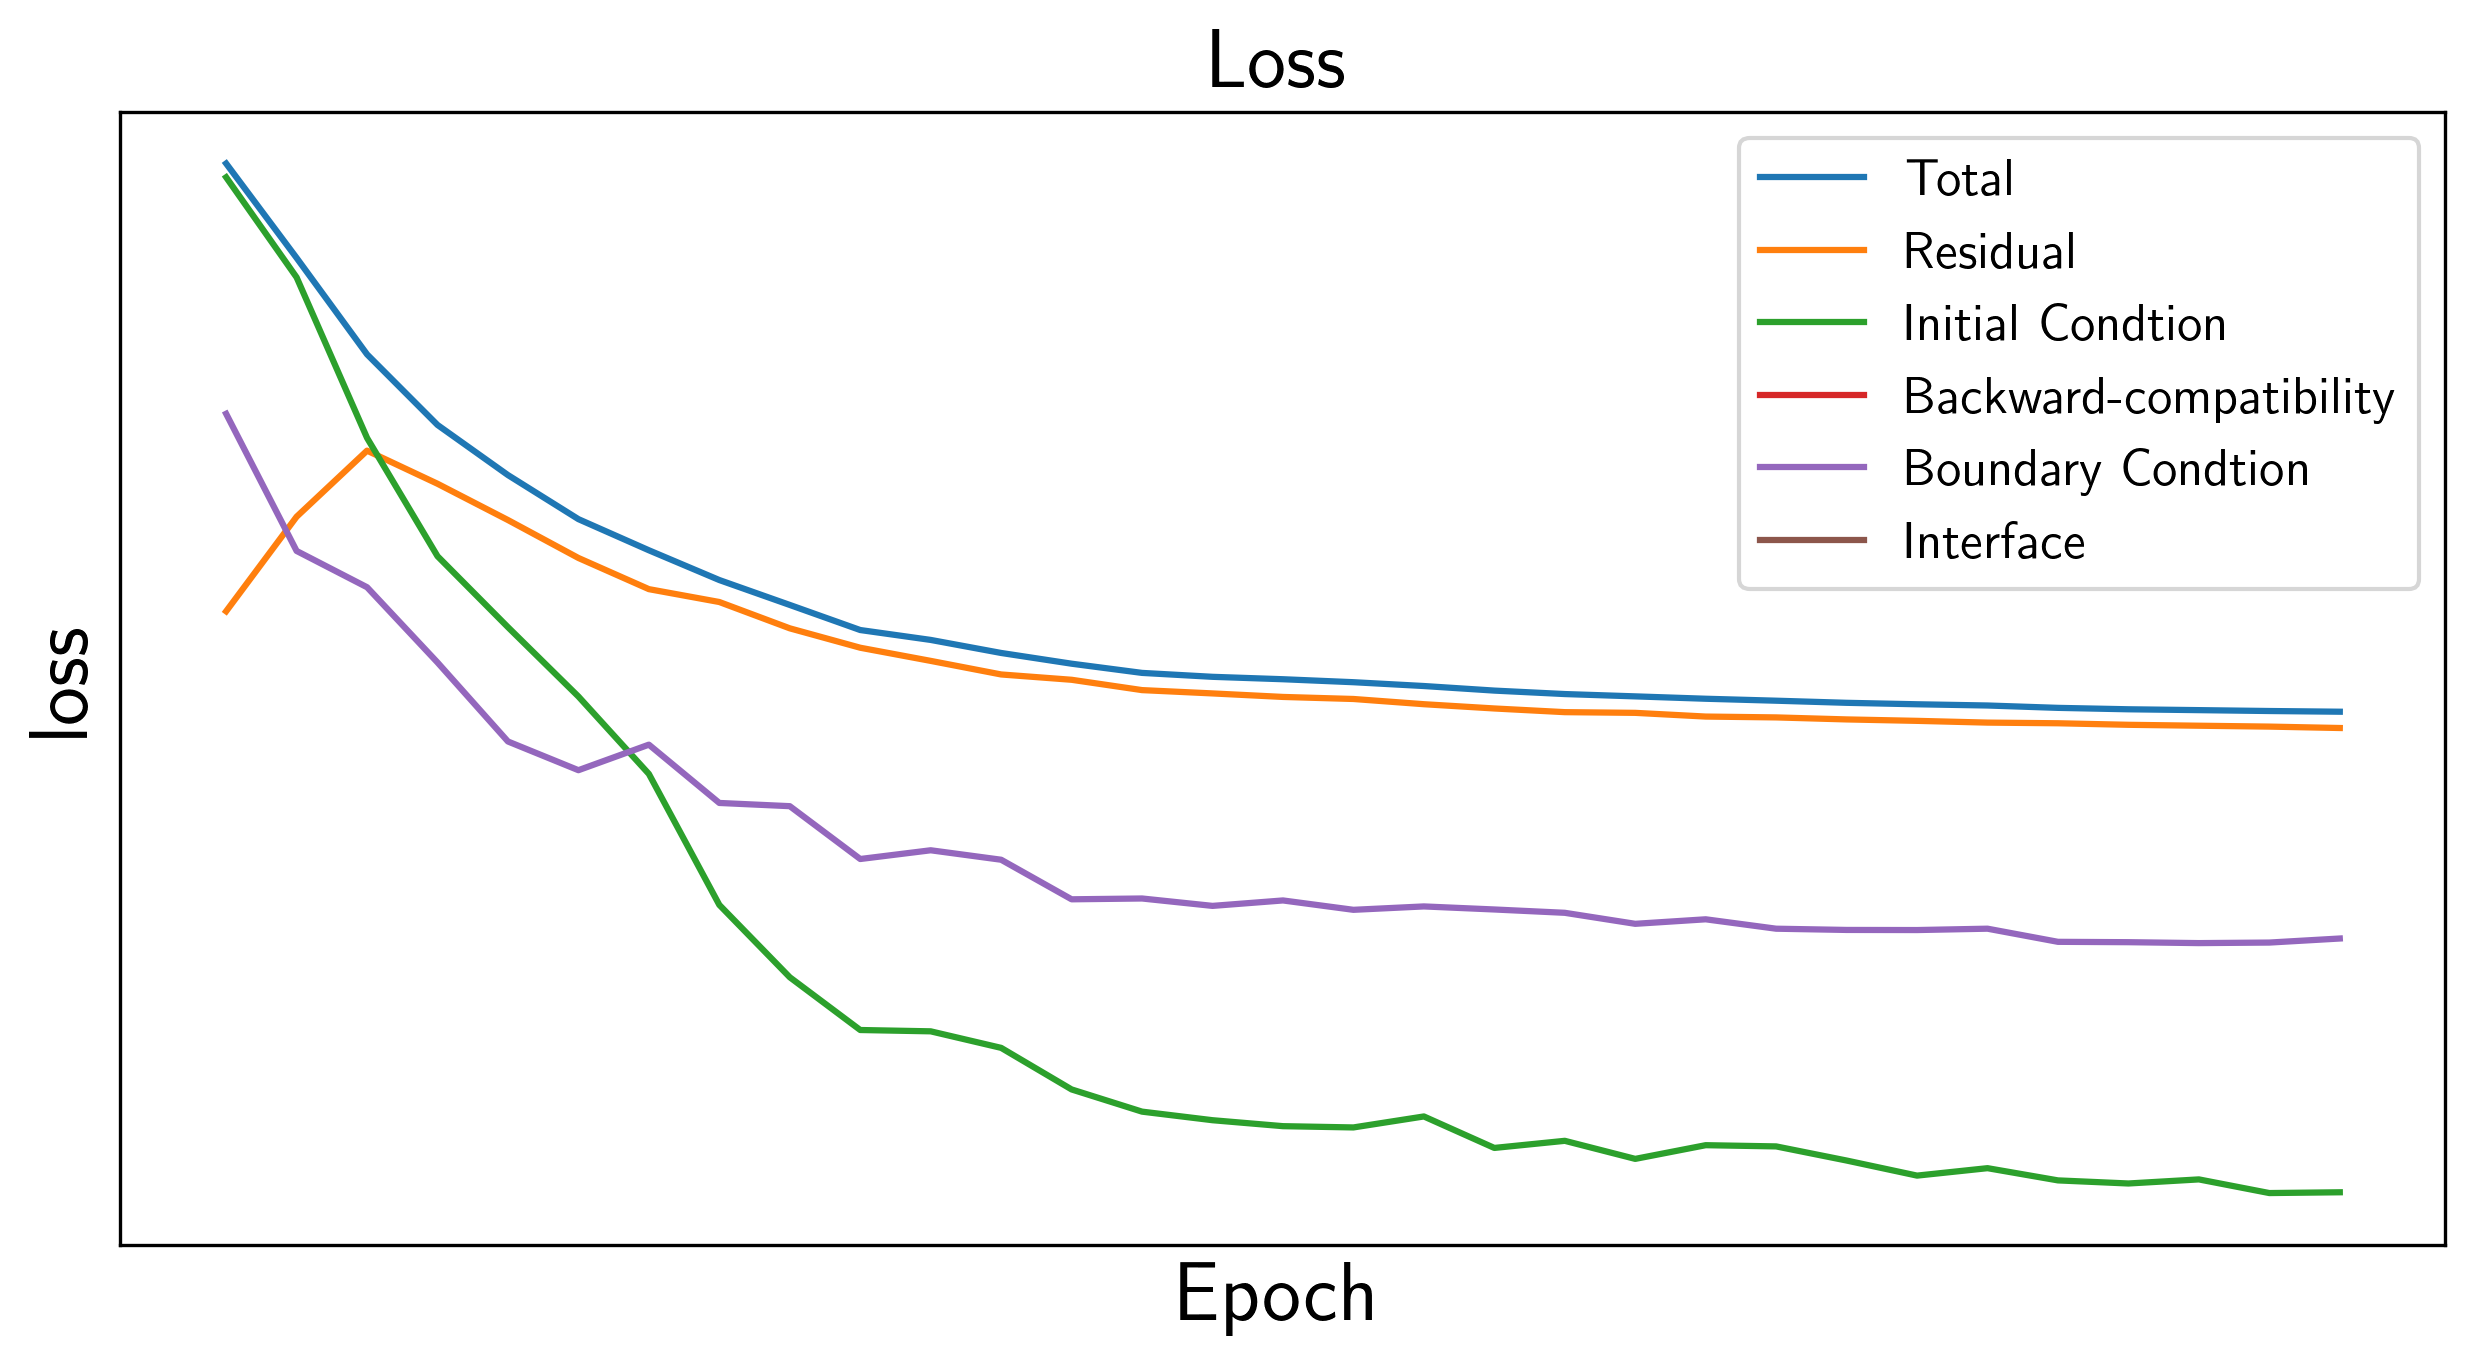 Loss
Total
Residual
Initial Condtion
Backward-compatibility
Boundary Condtion
Interface
loss
Epoch